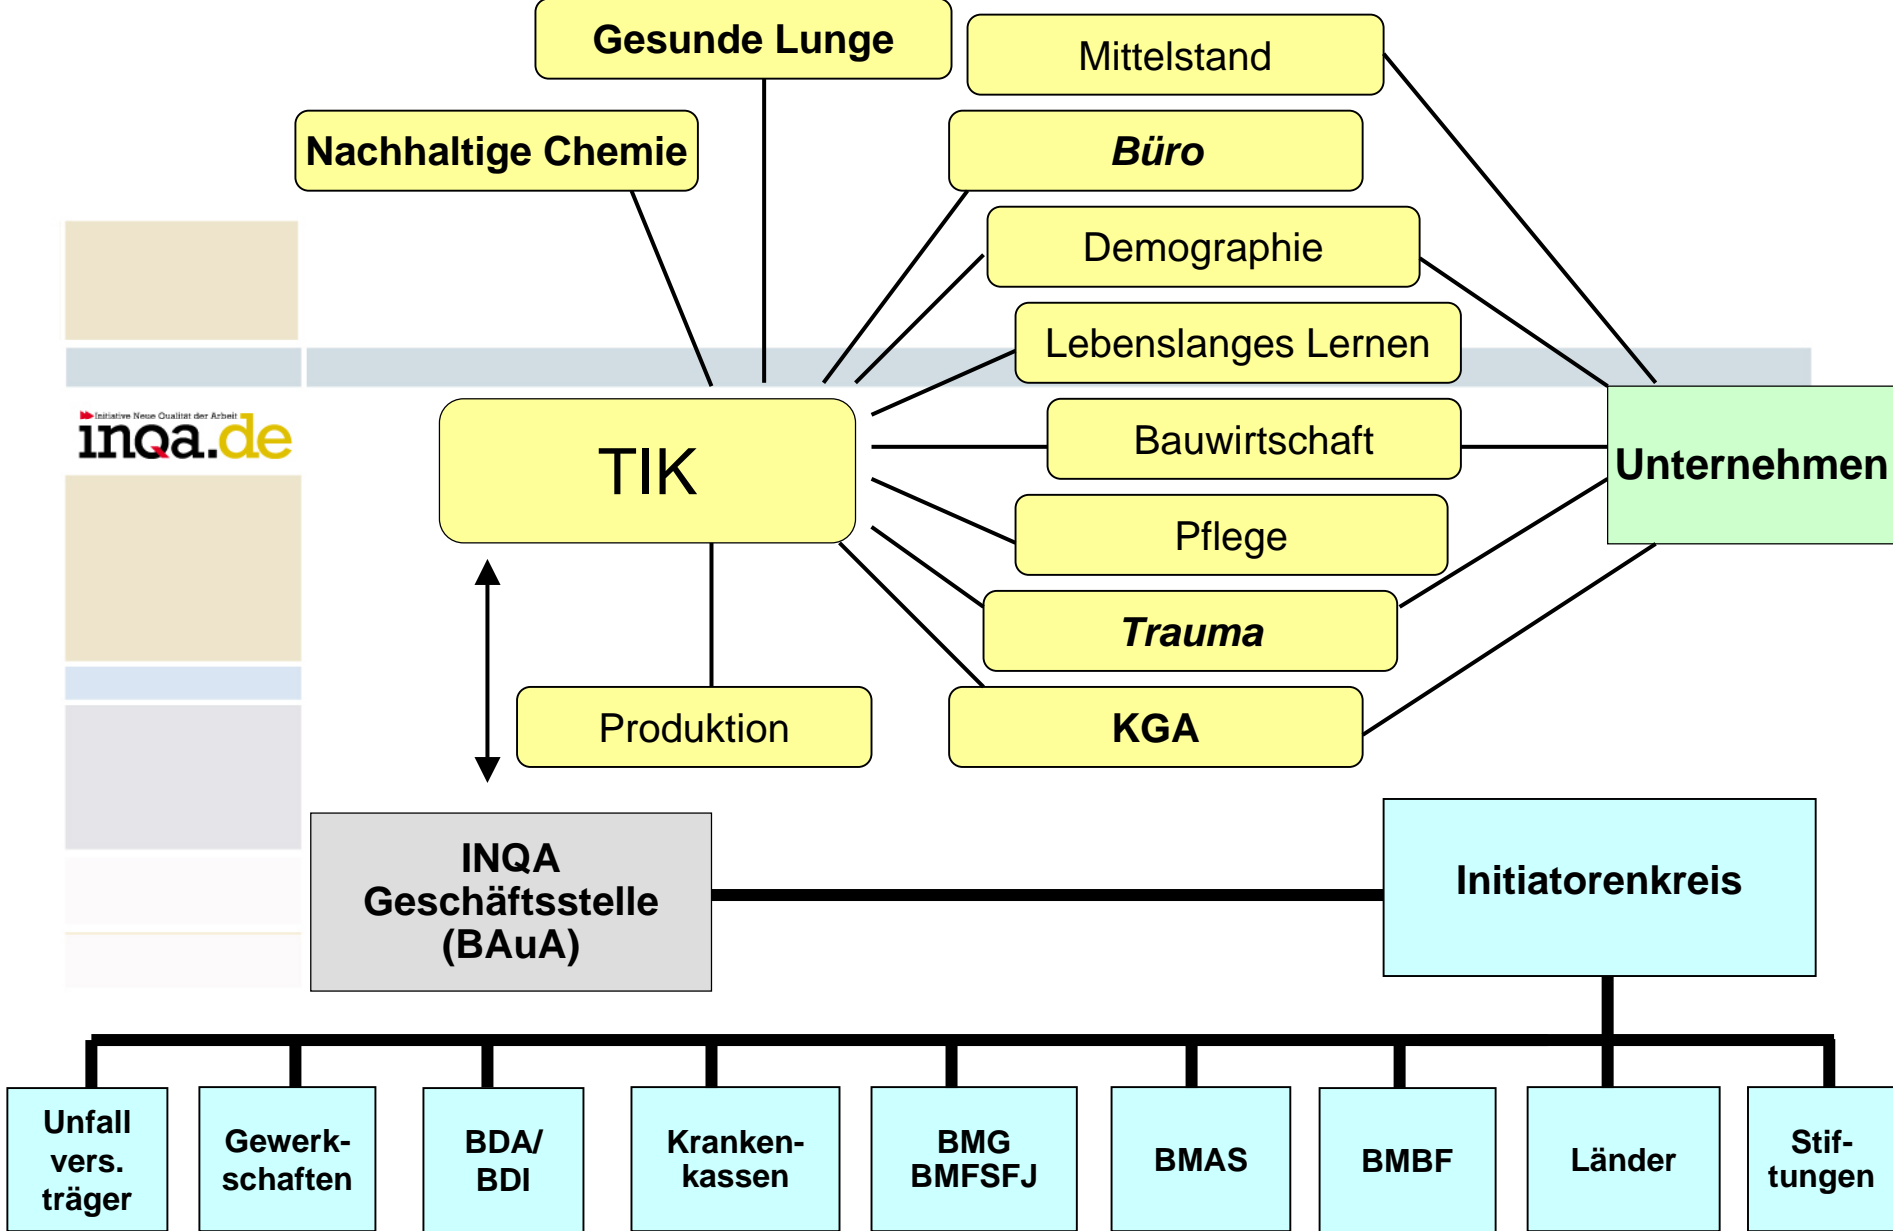 Gesunde Lunge
Mittelstand
Nachhaltige Chemie
Büro
Demographie
Lebenslanges Lernen
Initiative Neue Qualität der Arbeit
inqa.de
TIK
Bauwirtschaft
Unternehmen
Pflege
Trauma
Produktion
KGA
INQA
Geschäftsstelle
(BAuA)
Initiatorenkreis
Unfall
vers.
träger
Gewerk-
schaften
BDA/
BDI
Kranken-
kassen
BMG
BMFSFJ
BMAS
BMBF
Länder
Stif-
tungen